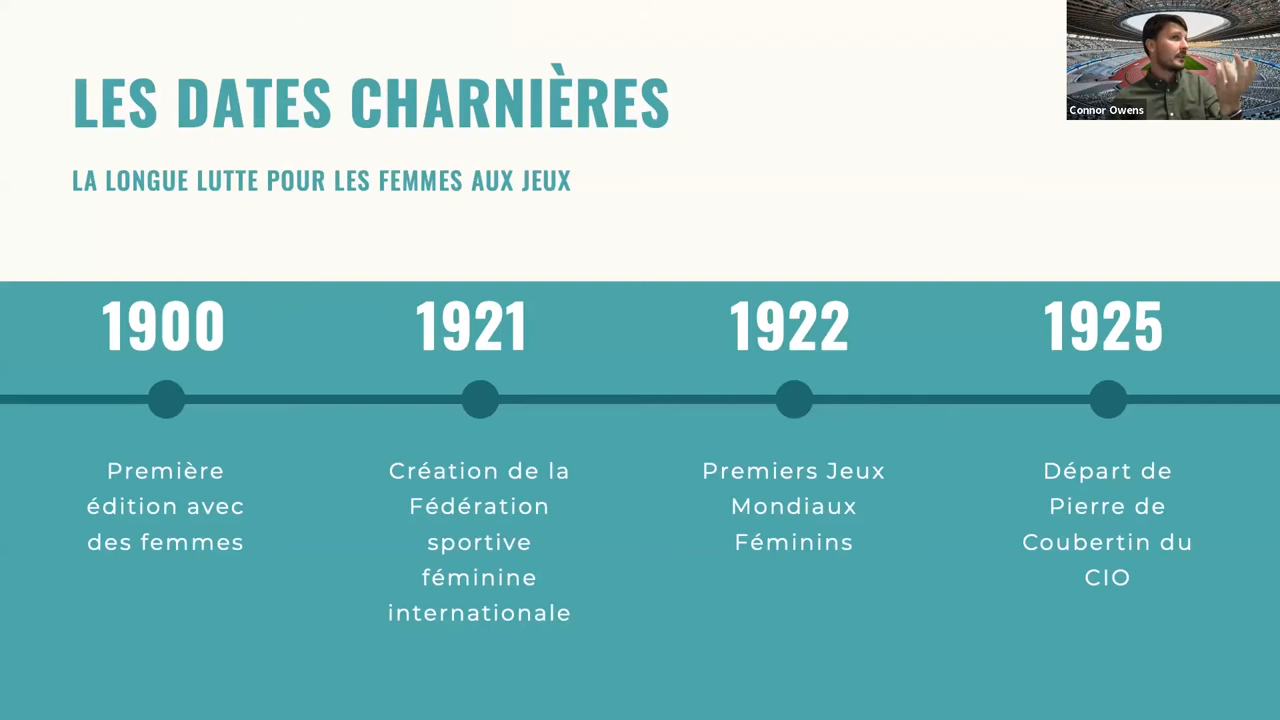 LES DATES CHARNIÈRES
LA LONGUE LUTTE POUR LES FEMMES AUX JEUX
Connor Owens
1900
1921
1922
1925
Première
édition avec
des femmes
Création de la
Fédération
sportive
féminine
internationale
Premiers Jeux
Mondiaux
Féminins
Départ de
Pierre de
Coubertin du
CIO